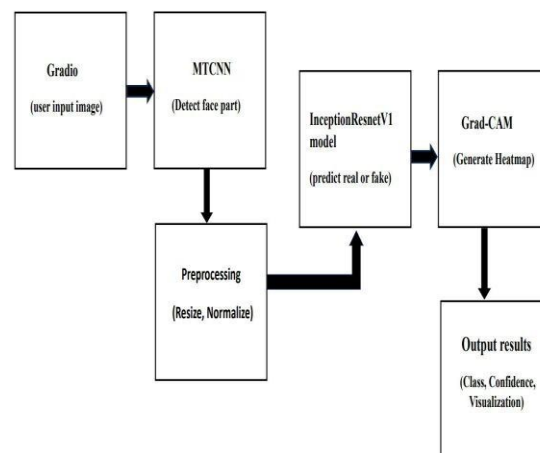 Gradio
(user input image)
MTCNN
(Detect face part)
Preprocessing
(Resize, Normalize)
InceptionResnetV1
model
(predict real or fake)
Grad-CAM
(Generate Heatmap)
Output results
(Class, Confidence,
Visualization)